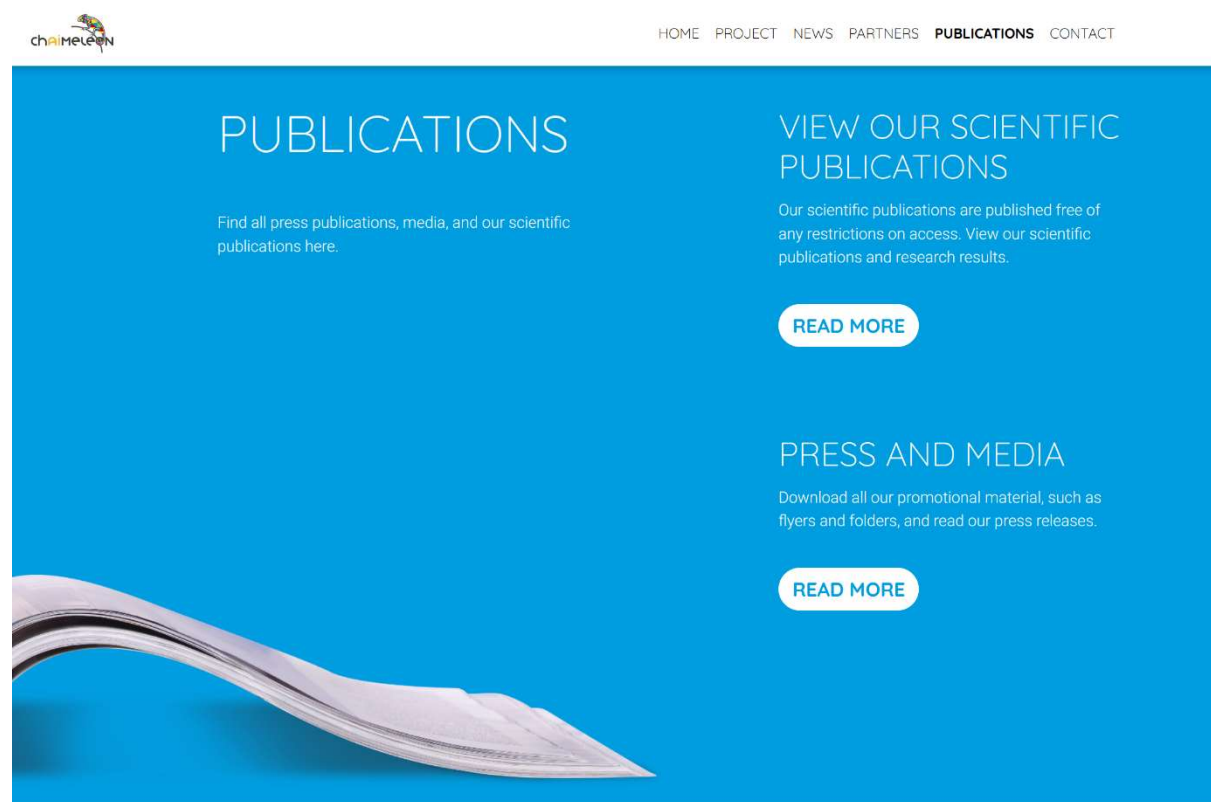 chaiMeleon
HOME PROJECT NEWS PARTNERS PUBLICATIONS CONTACT
PUBLICATIONS
Find all press publications, media, and our scientific
publications here.
VIEW OUR SCIENTIFIC
PUBLICATIONS
Our scientific publications are published free of
any restrictions on access. View our scientific
publications and research results.
READ MORE
PRESS AND MEDIA
Download all our promotional material, such as
flyers and folders, and read our press releases.
READ MORE